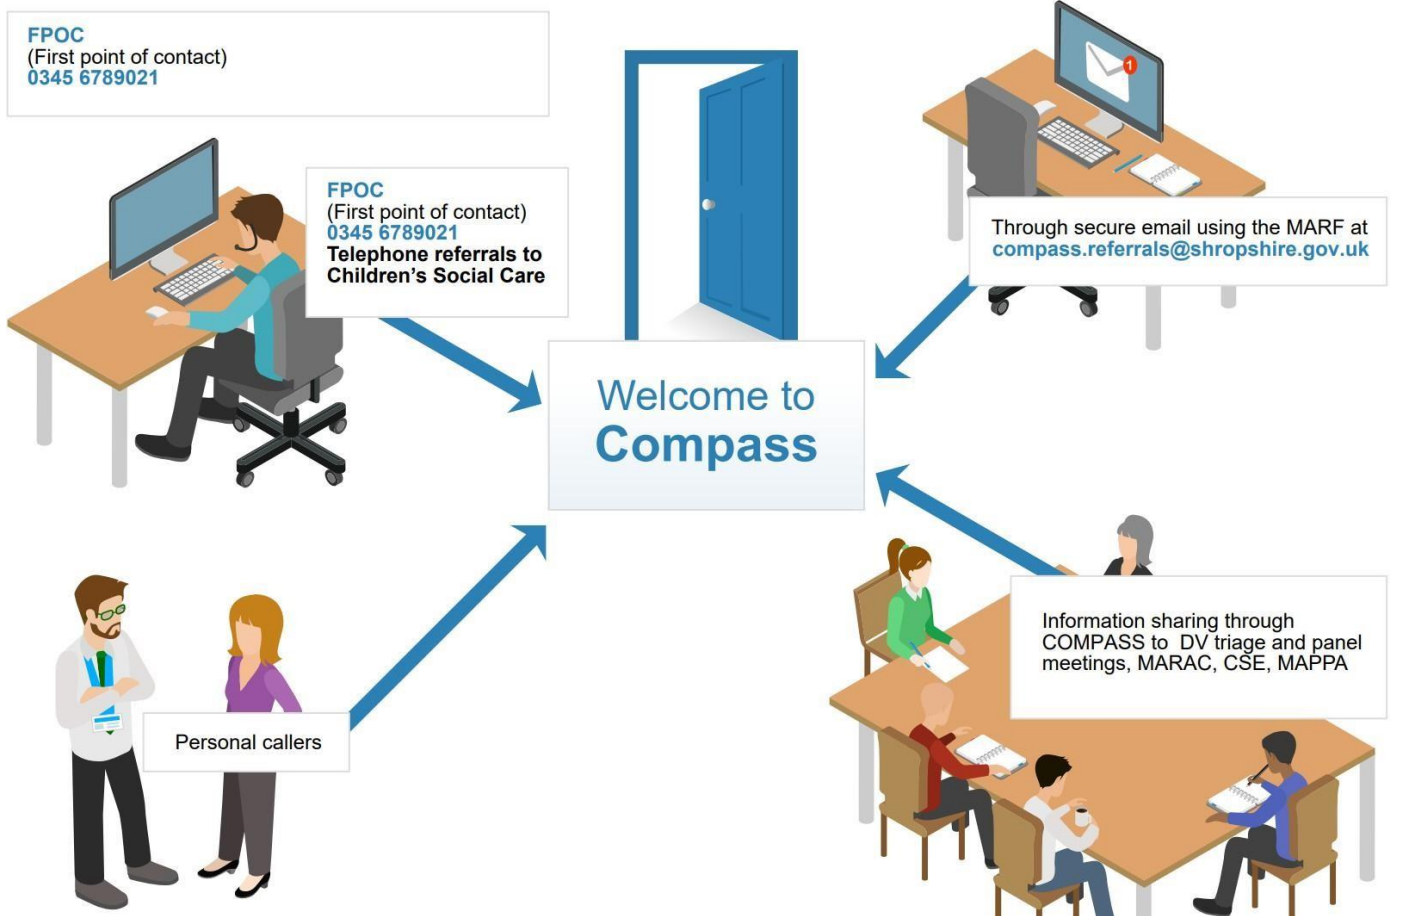 FPOC
(First point of contact)
0345 6789021
FPOC
(First point of contact)
0345 6789021
Telephone referrals to
Children's Social Care
1
Through secure email using the MARF at
compass.referrals@shropshire.gov.uk
Welcome to
Compass
Information sharing through
COMPASS to  DV triage and panel
meetings, MARAC, CSE, MAPPA
Personal callers